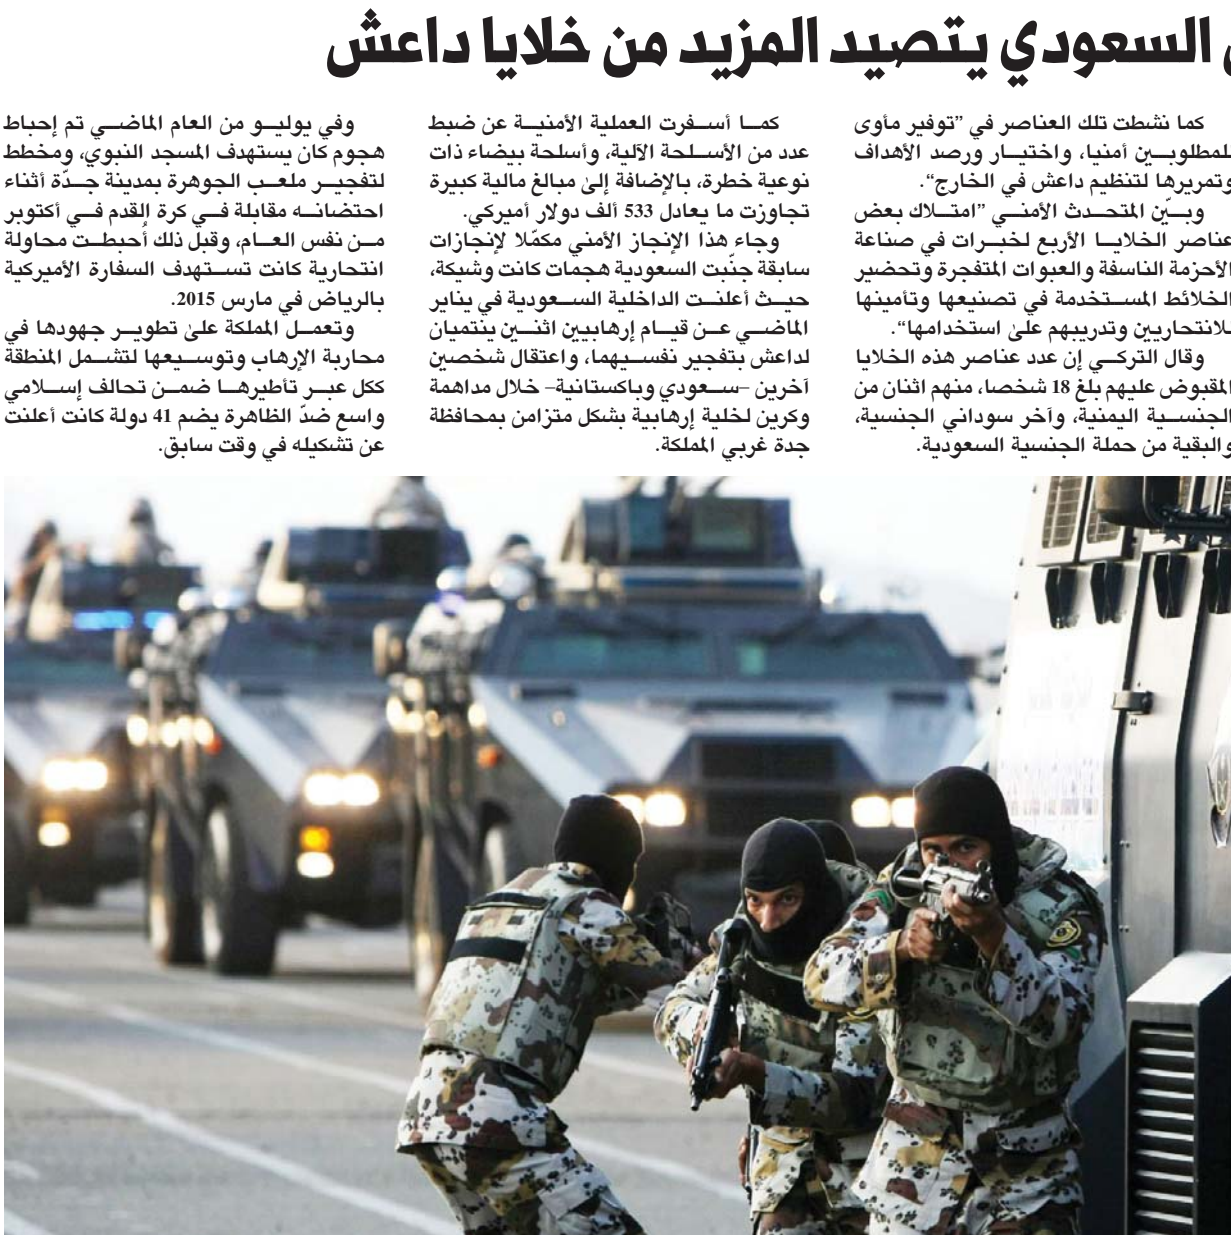 السعودي يتصيد المزيد من خلايا داعش
كما نشطت تلك العناصر في ”توفير مأوى
للمطلوبين أمنيا، واختيار ورصد الأهداف
وتمريرها لتنظيم داعش في الخارج“.
وبيّن المتحدث الأمني ”امتلاك بعض
عناصر الخلايا الأربع لخبرات في صناعة
الأحزمة الناسفة والعبوات المتفجرة وتحضير
الخلائط المستخدمة في تصنيعها وتأمينها
للانتحاريين وتدريبهم على استخدامها“.
وقال التركي إن عدد عناصر هذه الخلايا
المقبوض عليهم بلغ 18 شخصا، منهم اثنان من
الجنسية اليمنية، وآخر سوداني الجنسية،
والبقية من حملة الجنسية السعودية.
كما أسفرت العملية الأمنية عن ضبط
عدد من الأسلحة الآلية، وأسلحة بيضاء ذات
نوعية خطرة، بالإضافة إلى مبالغ مالية كبيرة
تجاوزت ما يعادل 533 ألف دولار أميركي.
وجاء هذا الإنجاز الأمني مكمّلا لإنجازات
سابقة جنّبت السعودية هجمات كانت وشيكة،
حيث أعلنت الداخلية السعودية في يناير
الماضي عن قيام إرهابيين اثنين ينتميان
لداعش بتفجير نفسيهما، واعتقال شخصين
آخرين –سعودي وباكستانية– خلال مداهمة
وكرين لخلية إرهابية بشكل متزامن بمحافظة
جدة غربي المملكة.
وفي يوليو من العام الماضي تم إحباط
هجوم كان يستهدف المسجد النبوي، ومخطط
لتفجير ملعب الجوهرة بمدينة جدّة أثناء
احتضانه مقابلة في كرة القدم في أكتوبر
من نفس العام، وقبل ذلك أُحبطت محاولة
انتحارية كانت تستهدف السفارة الأميركية
بالرياض في مارس 2015.
وتعمل المملكة على تطوير جهودها في
محاربة الإرهاب وتوسيعها لتشمل المنطقة
ككل عبر تأطيرها ضمن تحالف إسلامي
واسع ضدّ الظاهرة يضم 41 دولة كانت أعلنت
عن تشكيله في وقت سابق.